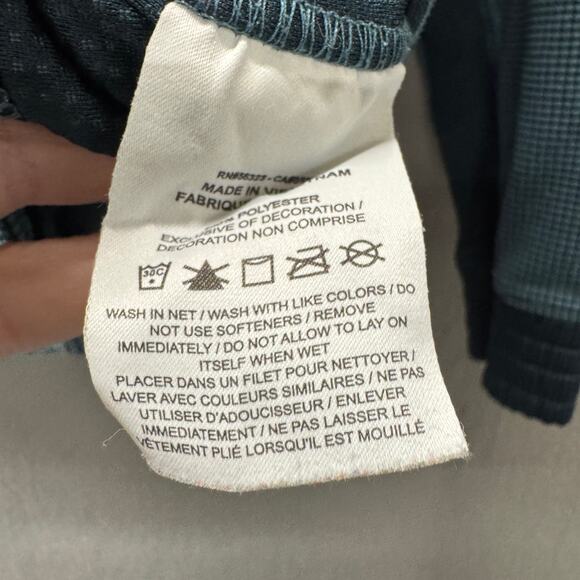 MADE IN
FABRIQUÉ
POLYESTER
EXCLUSIVE OF DECORATION /
DECORATION NON COMPRISE
30C
WASH IN NET / WASH WITH LIKE COLORS / DO
NOT USE SOFTENERS / REMOVE
IMMEDIATELY / DO NOT ALLOW TO LAY ON
ITSELF WHEN WET
PLACER DANS UN FILET POUR NETTOYER /
LAVER AVEC COULEURS SIMILAIRES / NE PAS
UTILISER D'ADOUCISSEUR / ENLEVER
IMMEDIATEMENT / NE PAS LAISSER LE
VÊTEMENT PLIÉ LORSQU'IL EST MOUILLÉ